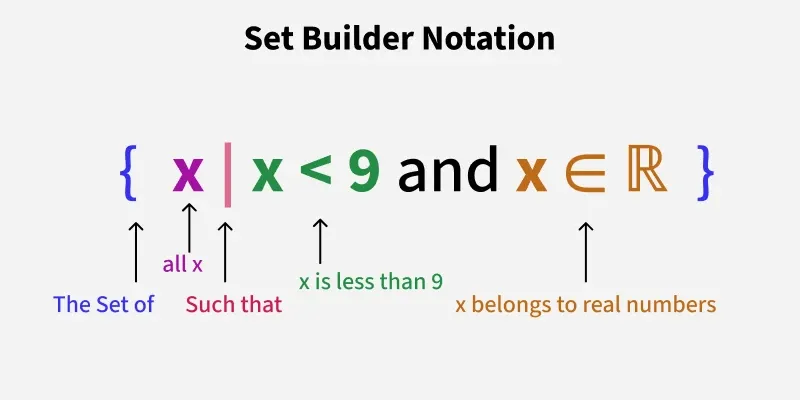 Set Builder Notation
{ x | x < 9 and x ∈ ℝ }
all x
x is less than 9
The Set of
Such that
x belongs to real numbers